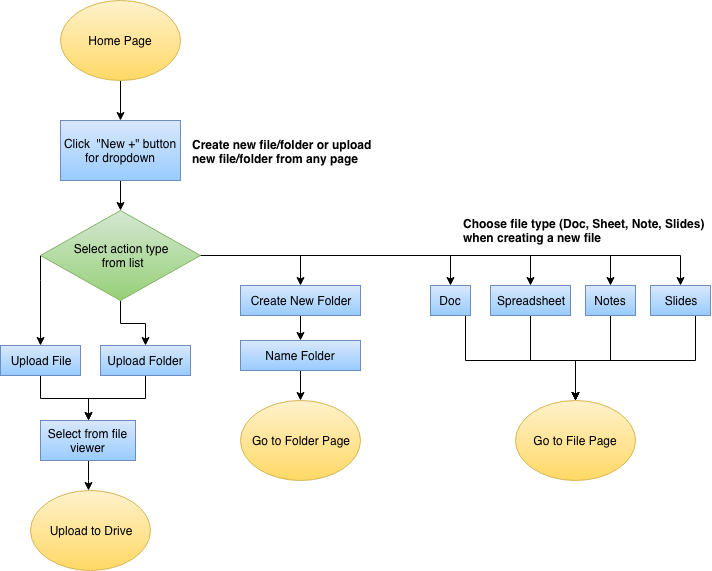 Home Page
Click "New +" button
for dropdown
Create new file/folder or upload
new file/folder from any page
Select action type
from list
Choose file type (Doc, Sheet, Note, Slides)
when creating a new file
Create New Folder
Doc
Spreadsheet
Notes
Slides
Upload File
Upload Folder
Name Folder
Select from file
viewer
Go to Folder Page
Go to File Page
Upload to Drive